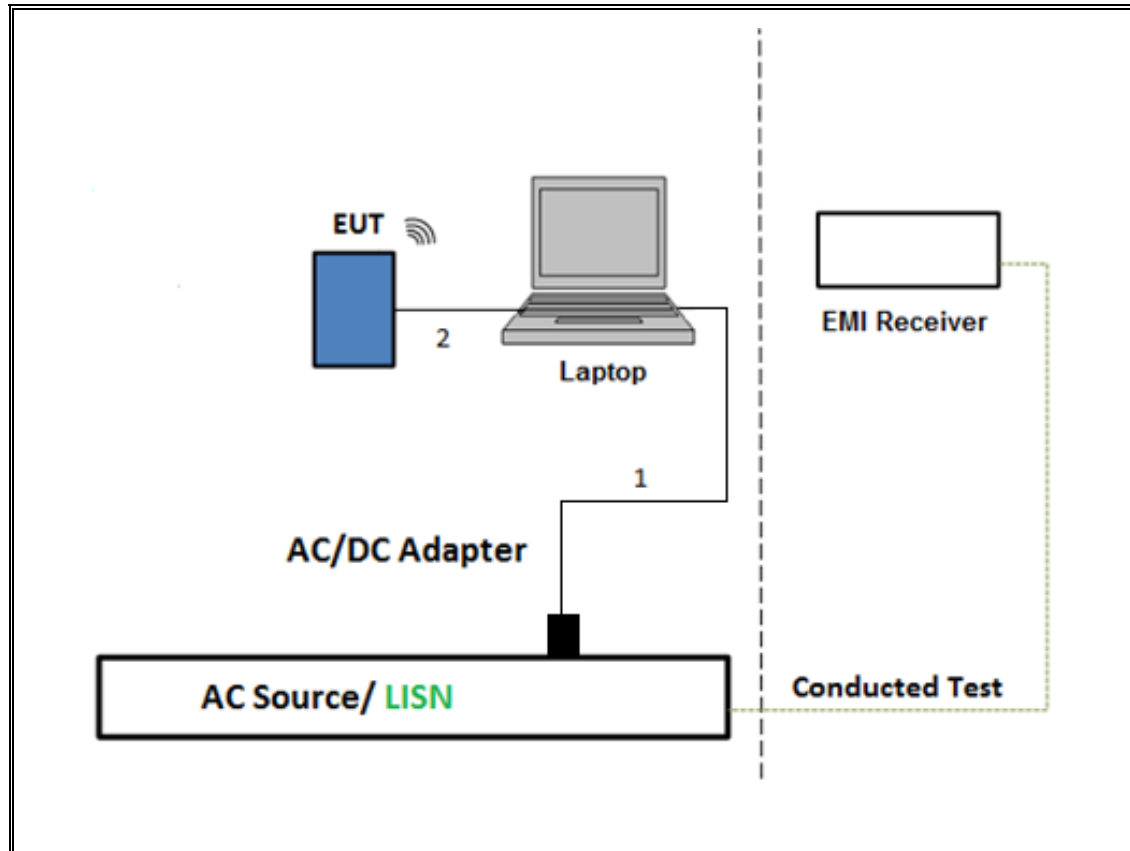 EUT
2
Laptop
EMI Receiver
1
AC/DC Adapter
AC Source/ LISN
Conducted Test